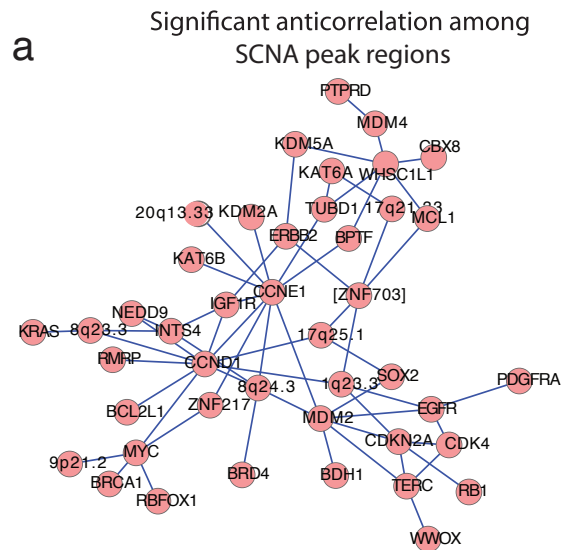 Significant anticorrelation among
a
SCNA peak regions
PTPRD
MDM4
KDM5A
CBX8
KAT6A
WHSC1L1
20q13.33
KDM2A
TUBD1
17q21.33
MCL1
ERBB2
BPTF
KAT6B
CCNE1
[ZNF703]
IGF1R
NEDD9
KRAS
8q23.3
INTS4
17q25.1
RMRP
CCND1
8q24.3
1q23.3
SOX2
PDGFRA
BCL2L1
ZNF217
MDM2
EGFR
CDKN2A
CDK4
MYC
9p21.2
BRCA1
RBFOX1
BRD4
BDH1
TERC
RB1
WWOX